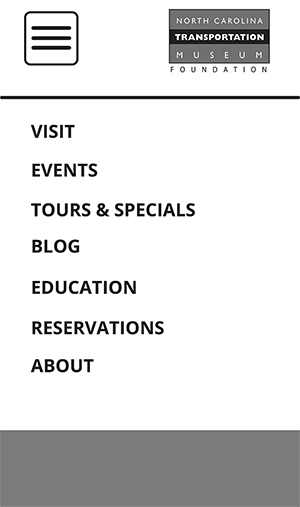 NORTH CAROLINA
TRANSPORTATION
MUSEUM
FOUNDATION
VISIT
EVENTS
TOURS & SPECIALS
BLOG
EDUCATION
RESERVATIONS
ABOUT